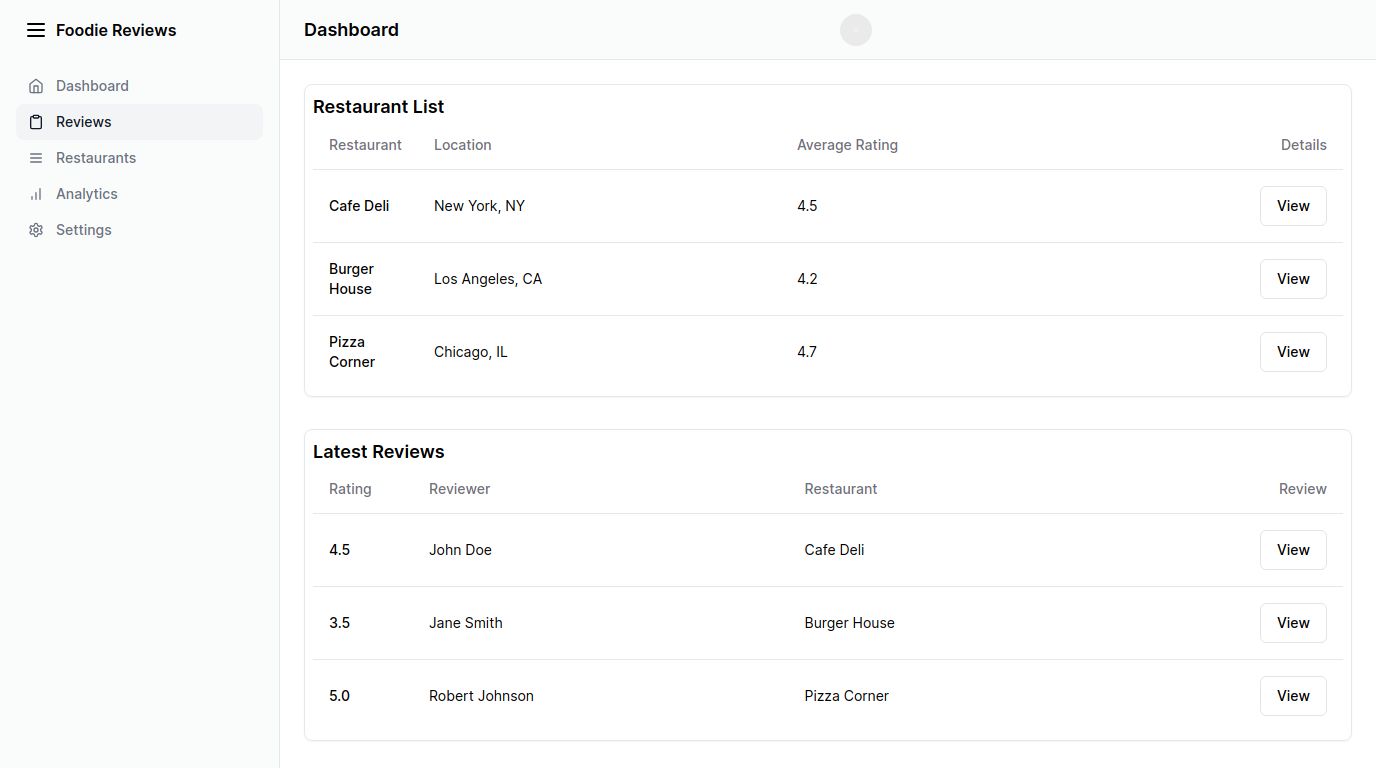 Foodie Reviews
Dashboard
Reviews
Restaurants
Analytics
Settings
Dashboard
Restaurant List
Restaurant Location Average Rating Details
Cafe Deli New York, NY 4.5 View
Burger House Los Angeles, CA 4.2 View
Pizza Corner Chicago, IL 4.7 View
Latest Reviews
Rating Reviewer Restaurant Review
4.5 John Doe Cafe Deli View
3.5 Jane Smith Burger House View
5.0 Robert Johnson Pizza Corner View